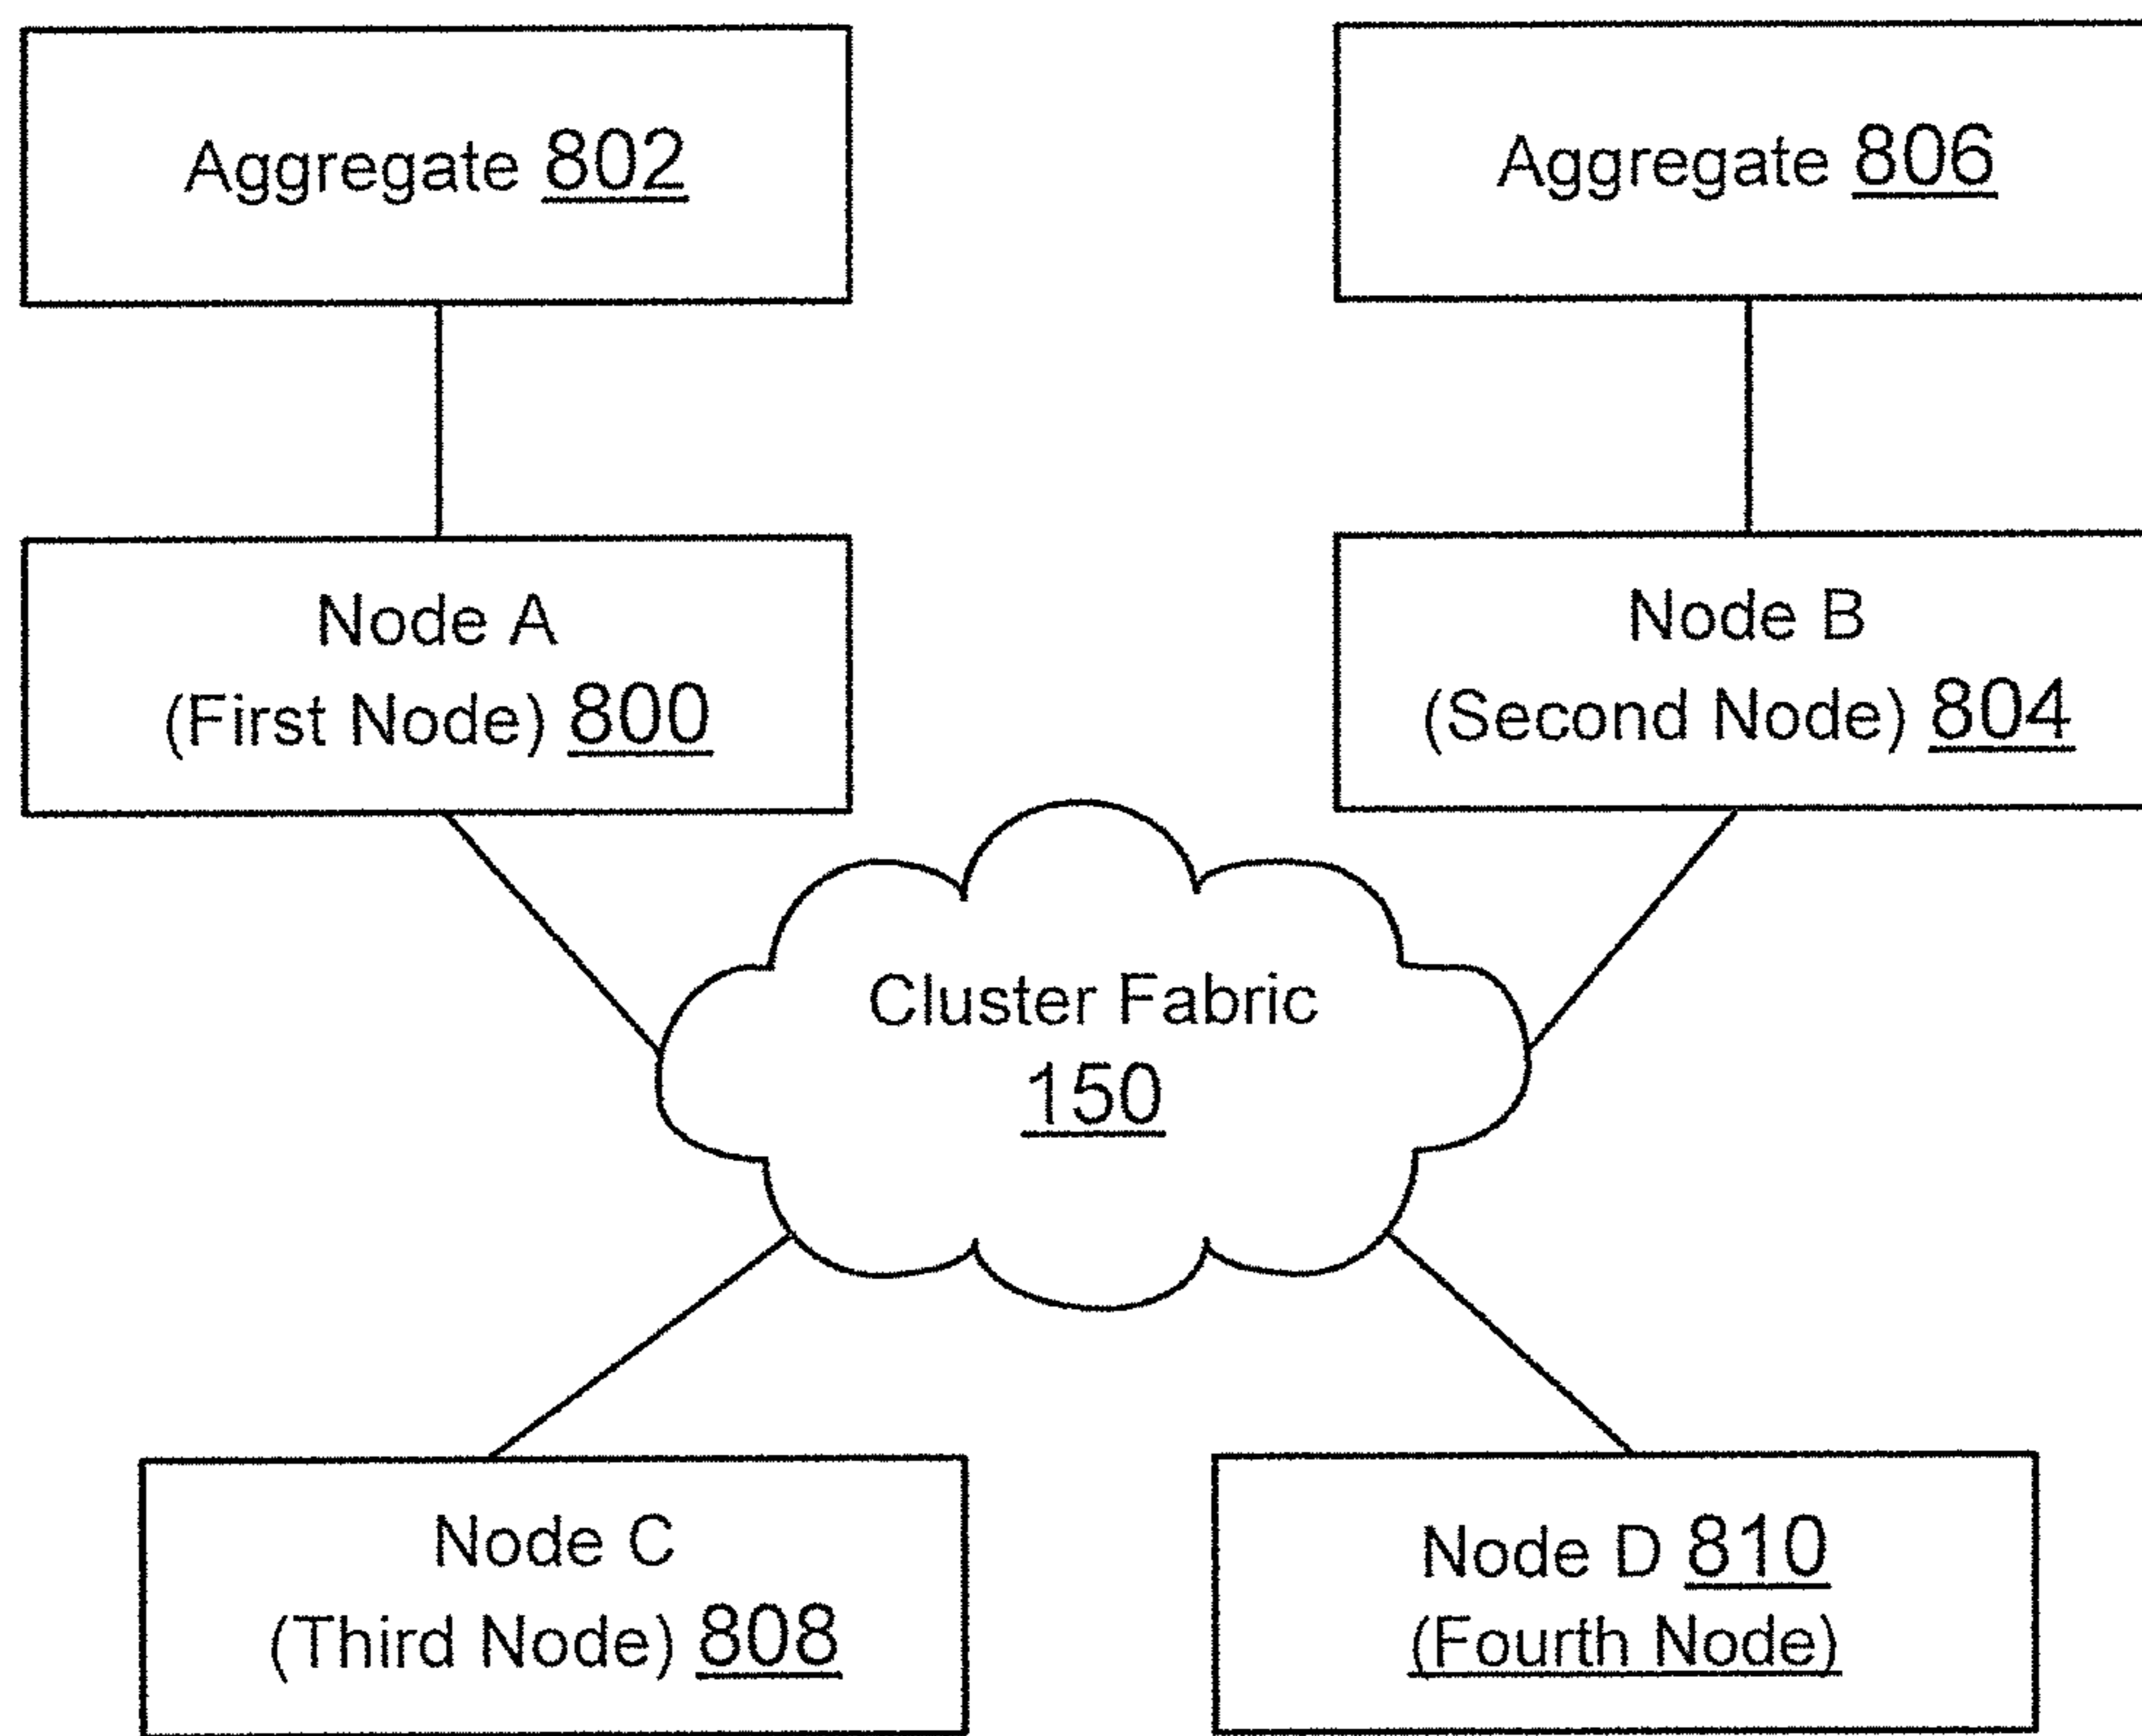 Aggregate 802
Aggregate 806
Node A
(First Node) 800
Node B
(Second Node) 804
Cluster Fabric
150
Node C
(Third Node) 808
Node D 810
(Fourth Node)